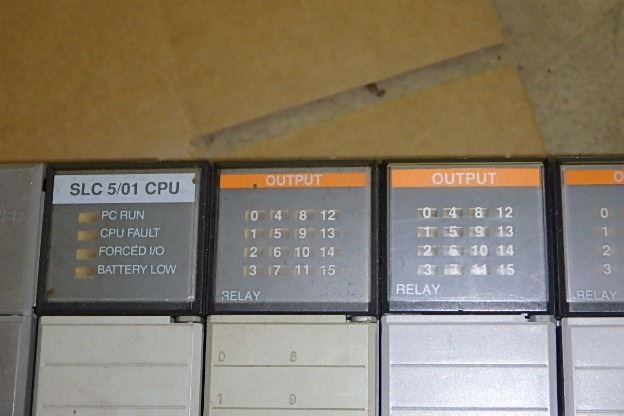 SLC 5/01 CPU
PC RUN
CPU FAULT
FORCED I/O
BATTERY LOW
OUTPUT
0 4 8 12
1 5 9 13
2 6 10 14
3 7 11 15
RELAY
0 8
1 9
OUTPUT
0 4 8 12
1 5 9 13
2 6 10 14
3 7 11 15
RELAY
O
0
1
2
3
RELAY